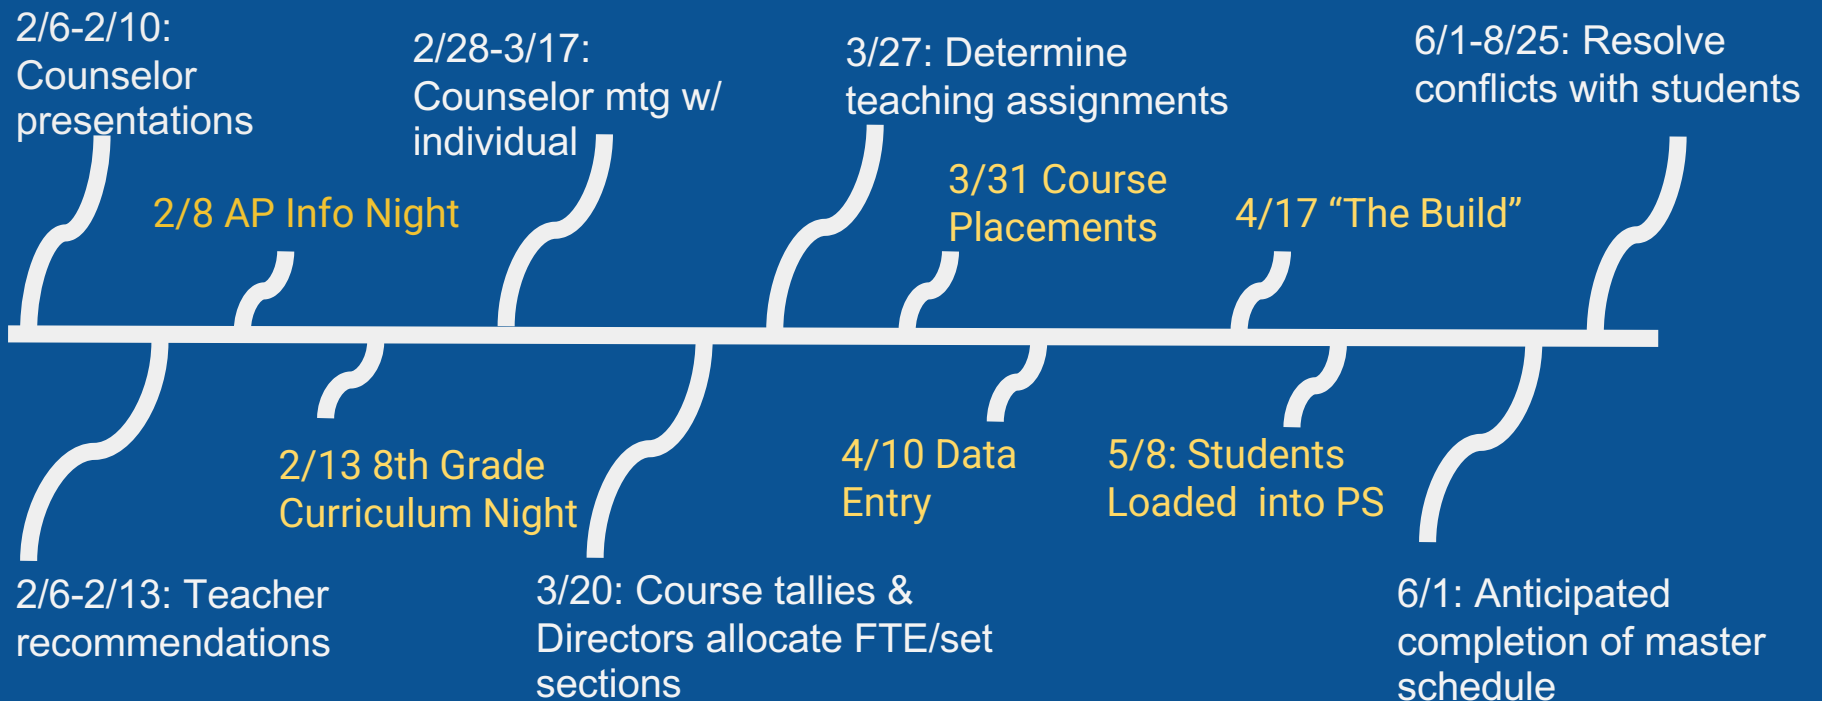 2/6-2/10:
Counselor
presentations
2/28-3/17:
Counselor mtg w/
individual
3/27: Determine
teaching assignments
6/1-8/25: Resolve
conflicts with students
2/8 AP Info Night
3/31 Course
Placements
4/17 “The Build”
2/13 8th Grade
Curriculum Night
4/10 Data
Entry
5/8: Students
Loaded  into PS
2/6-2/13: Teacher
recommendations
3/20: Course tallies &
Directors allocate FTE/set
sections
6/1: Anticipated
completion of master
schedule